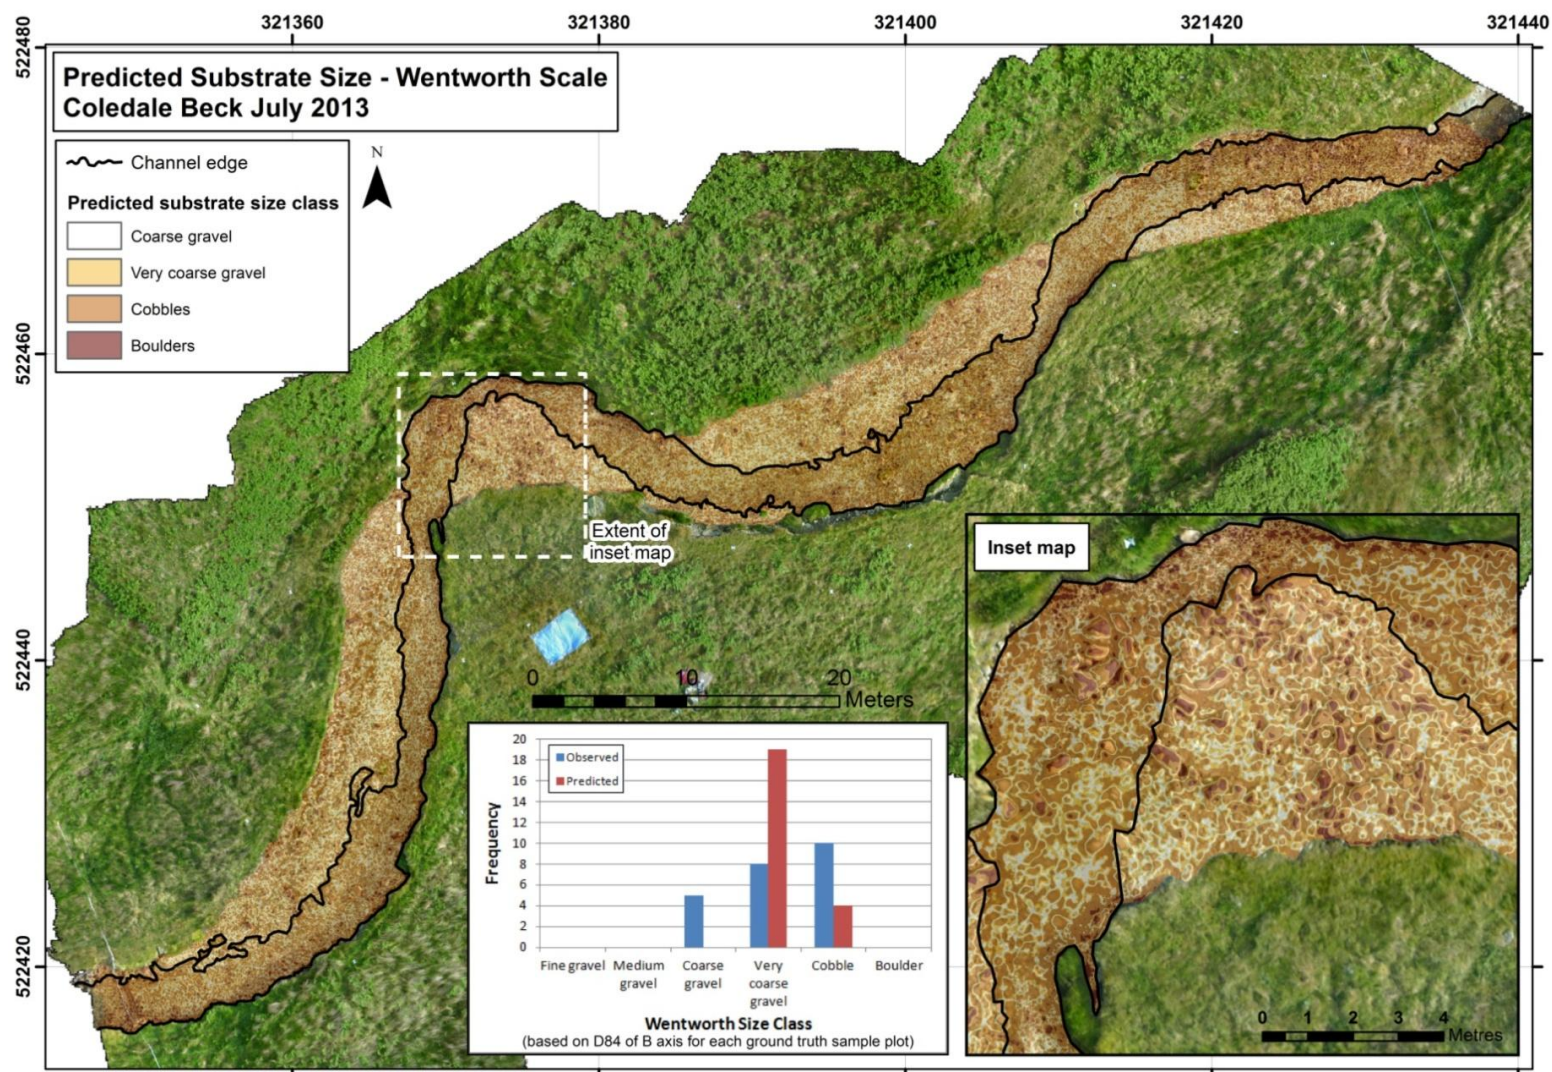 321360
321380
321400
321420
321440
522480
522460
522440
522420
Predicted Substrate Size - Wentworth Scale
Coledale Beck July 2013
Channel edge
Predicted substrate size class
Coarse gravel
Very coarse gravel
Cobbles
Boulders
N
Extent of
inset map
0
10
20
Meters
Inset map
0
1
2
3
4
Metres
20
18
16
14
12
10
8
6
4
2
0
Frequency
Observed
Predicted
Fine gravel
Medium
gravel
Coarse
gravel
Very
coarse
gravel
Cobble
Boulder
Wentworth Size Class
(based on D84 of B axis for each ground truth sample plot)